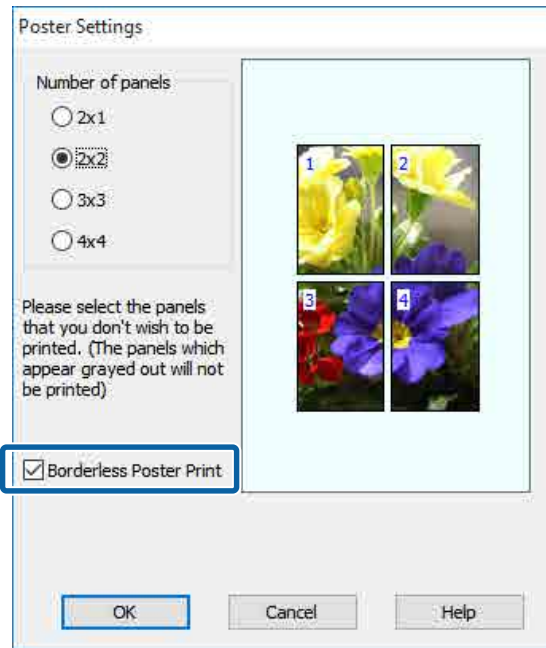 Poster Settings
Number of panels
2x1
2x2
3x3
4x4
1
2
3
4
Please select the panels
that you don't wish to be
printed. (The panels which
appear grayed out will not
be printed)
Borderless Poster Print
OK
Cancel
Help